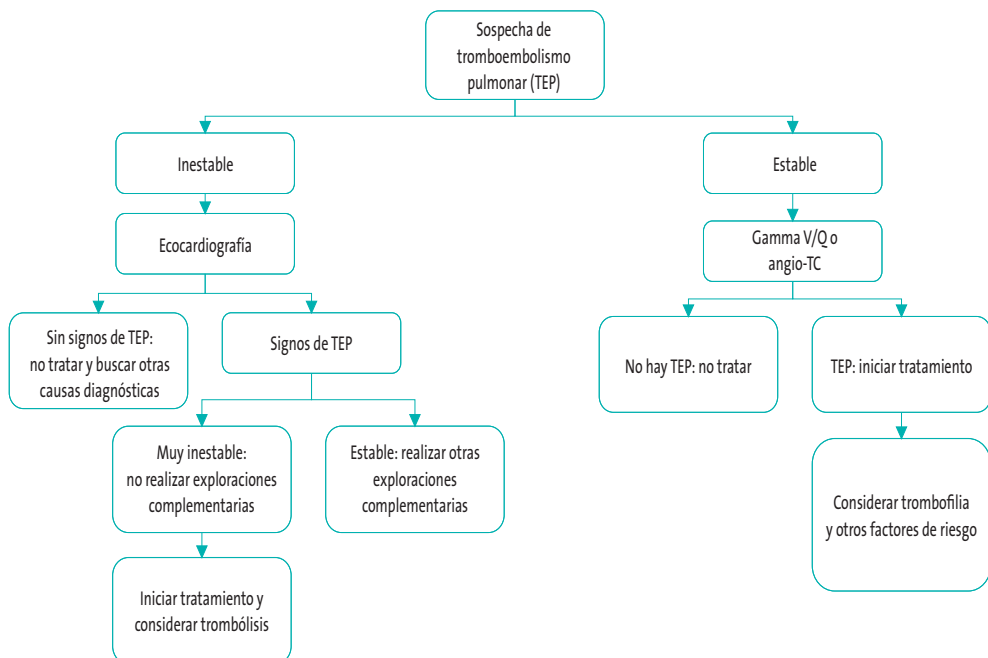 Sospecha de
tromboembolismo
pulmonar (TEP)
Inestable
Estable
Ecocardiografía
Gamma V/Q o
angio-TC
Sin signos de TEP:
no tratar y buscar otras
causas diagnósticas
Signos de TEP
No hay TEP: no tratar
TEP: iniciar tratamiento
Muy inestable:
no realizar exploraciones
complementarias
Estable: realizar otras
exploraciones
complementarias
Considerar trombofilia
y otros factores de riesgo
Iniciar tratamiento y
considerar trombólisis